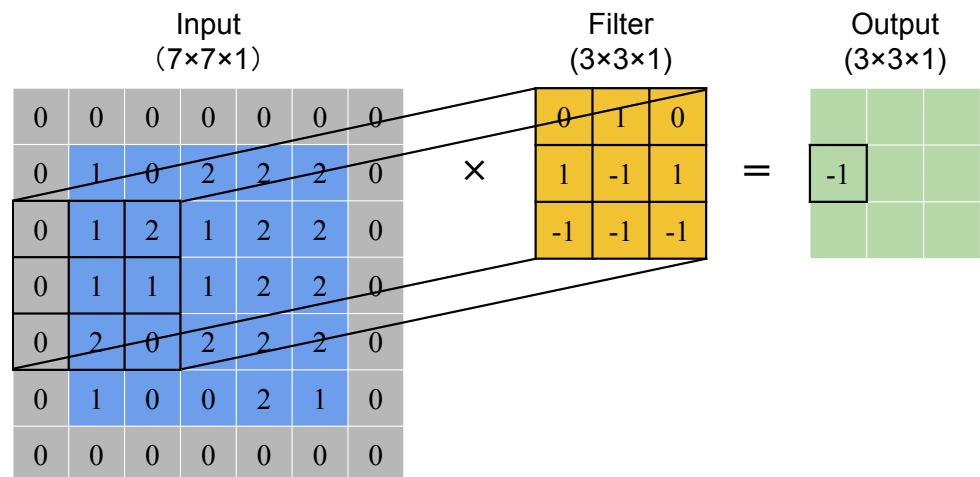 Input
（7×7×1）
Filter
(3×3×1)
Output
(3×3×1)
0 0 0 0 0 0 0
0 1 0 2 2 2 0
0 1 2 1 2 2 0
0 1 1 1 2 2 0
0 2 0 2 2 2 0
0 1 0 0 2 1 0
0 0 0 0 0 0 0
×
0 1 0
1 -1 1
-1 -1 -1
=
-1